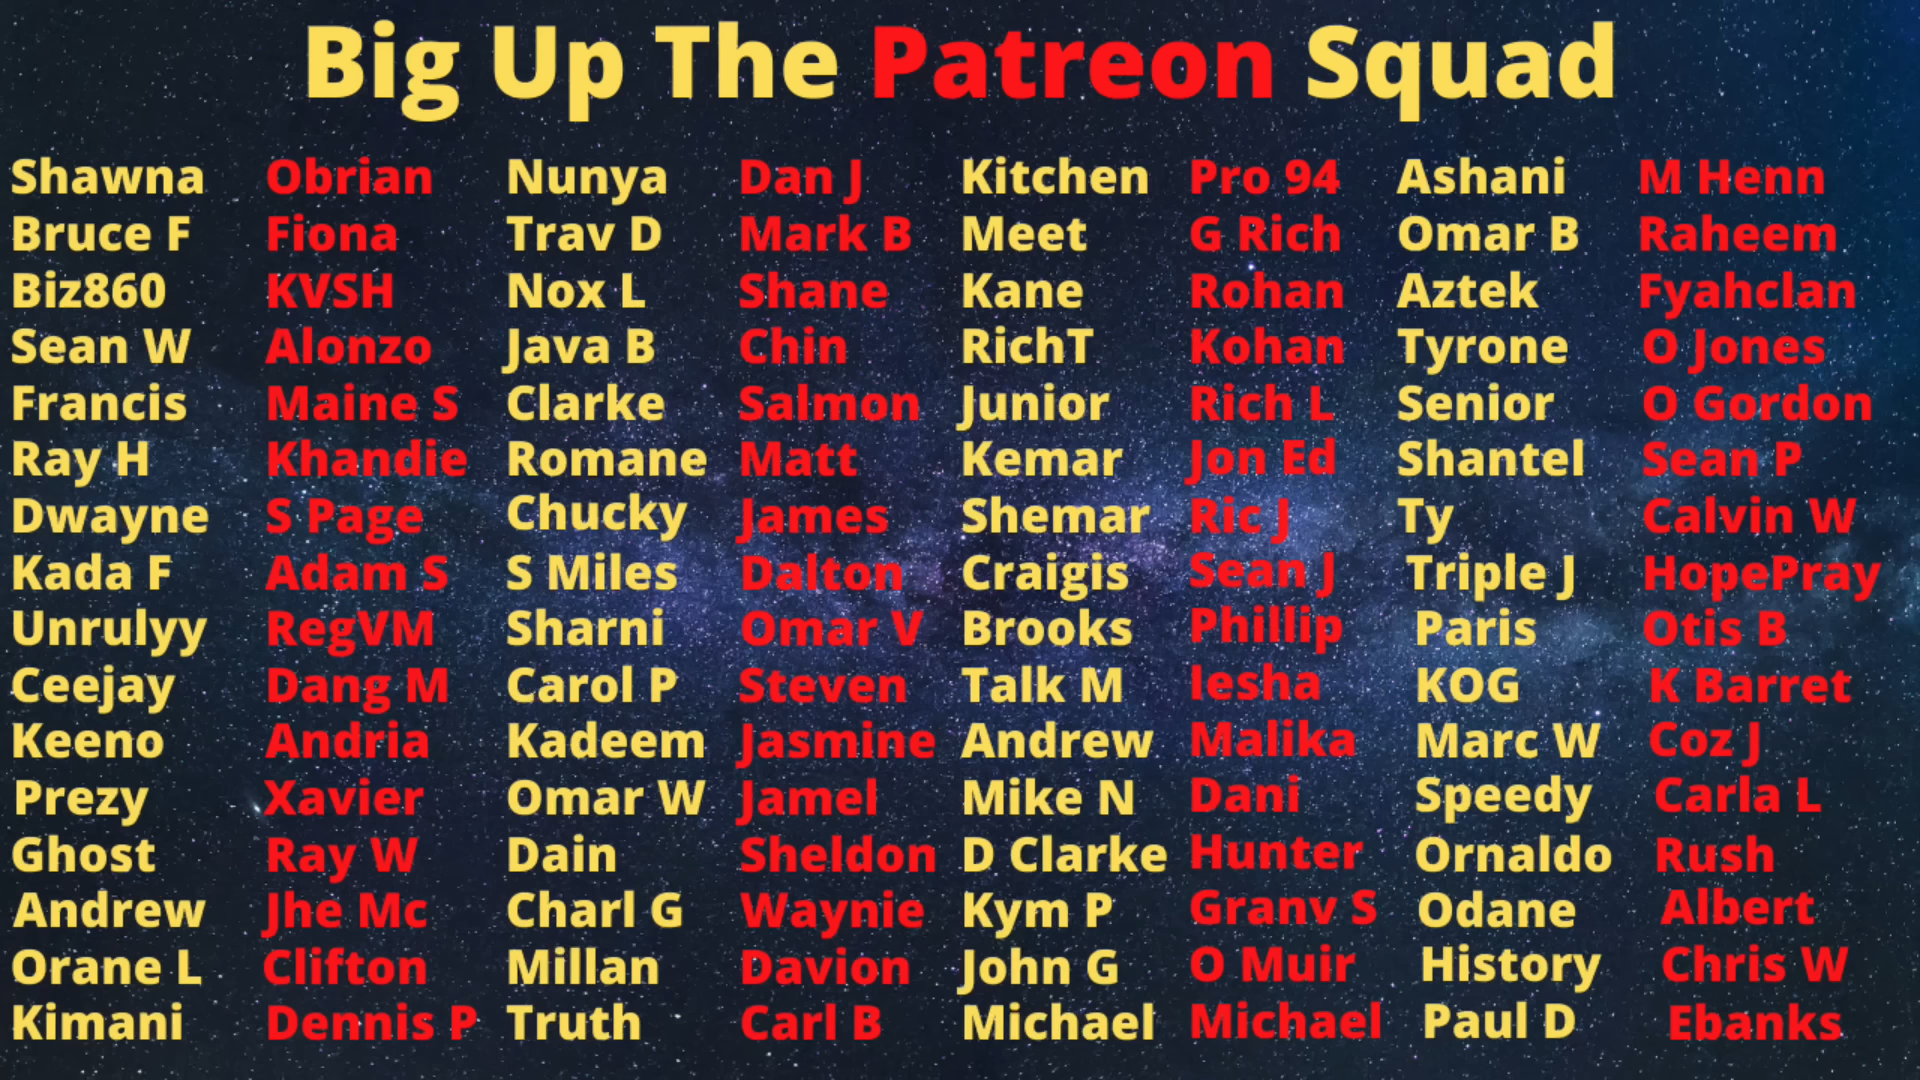 Big Up The Patreon Squad
Shawna Obrian Nunya Dan J Kitchen Pro 94 Ashani M Henn
Bruce F Fiona Trav D Mark B Meet G Rich Omar B Raheem
Biz860 KVSH Nox L Shane Kane Rohan Aztek Fyahclan
Sean W Alonzo Java B Chin RichT Kohan Tyrone O Jones
Francis Maine S Clarke Salmon Junior Rich L Senior O Gordon
Ray H Khandie Romane Matt Kemar Jon Ed Shantel Sean P
Dwayne S Page Chucky James Shemar Ric J Ty Calvin W
Kada F Adam S S Miles Dalton Craigis Sean J Triple J HopePray
Unrulyy RegVM Sharni Omar V Brooks Phillip Paris Otis B
Ceejay Dang M Carol P Steven Talk M Iesha KOG K Barret
Keeno Andria Kadeem Jasmine Andrew Malika Marc W Coz J
Prezy Xavier Omar W Jamel Mike N Dani Speedy Carla L
Ghost Ray W Dain Sheldon D Clarke Hunter Ornaldo Rush
Andrew Jhe Mc Charl G Waynie Kym P Granv S Odane Albert
Orane L Clifton Millan Davion John G O Muir History Chris W
Kimani Dennis P Truth Carl B Michael Michael Paul D Ebanks